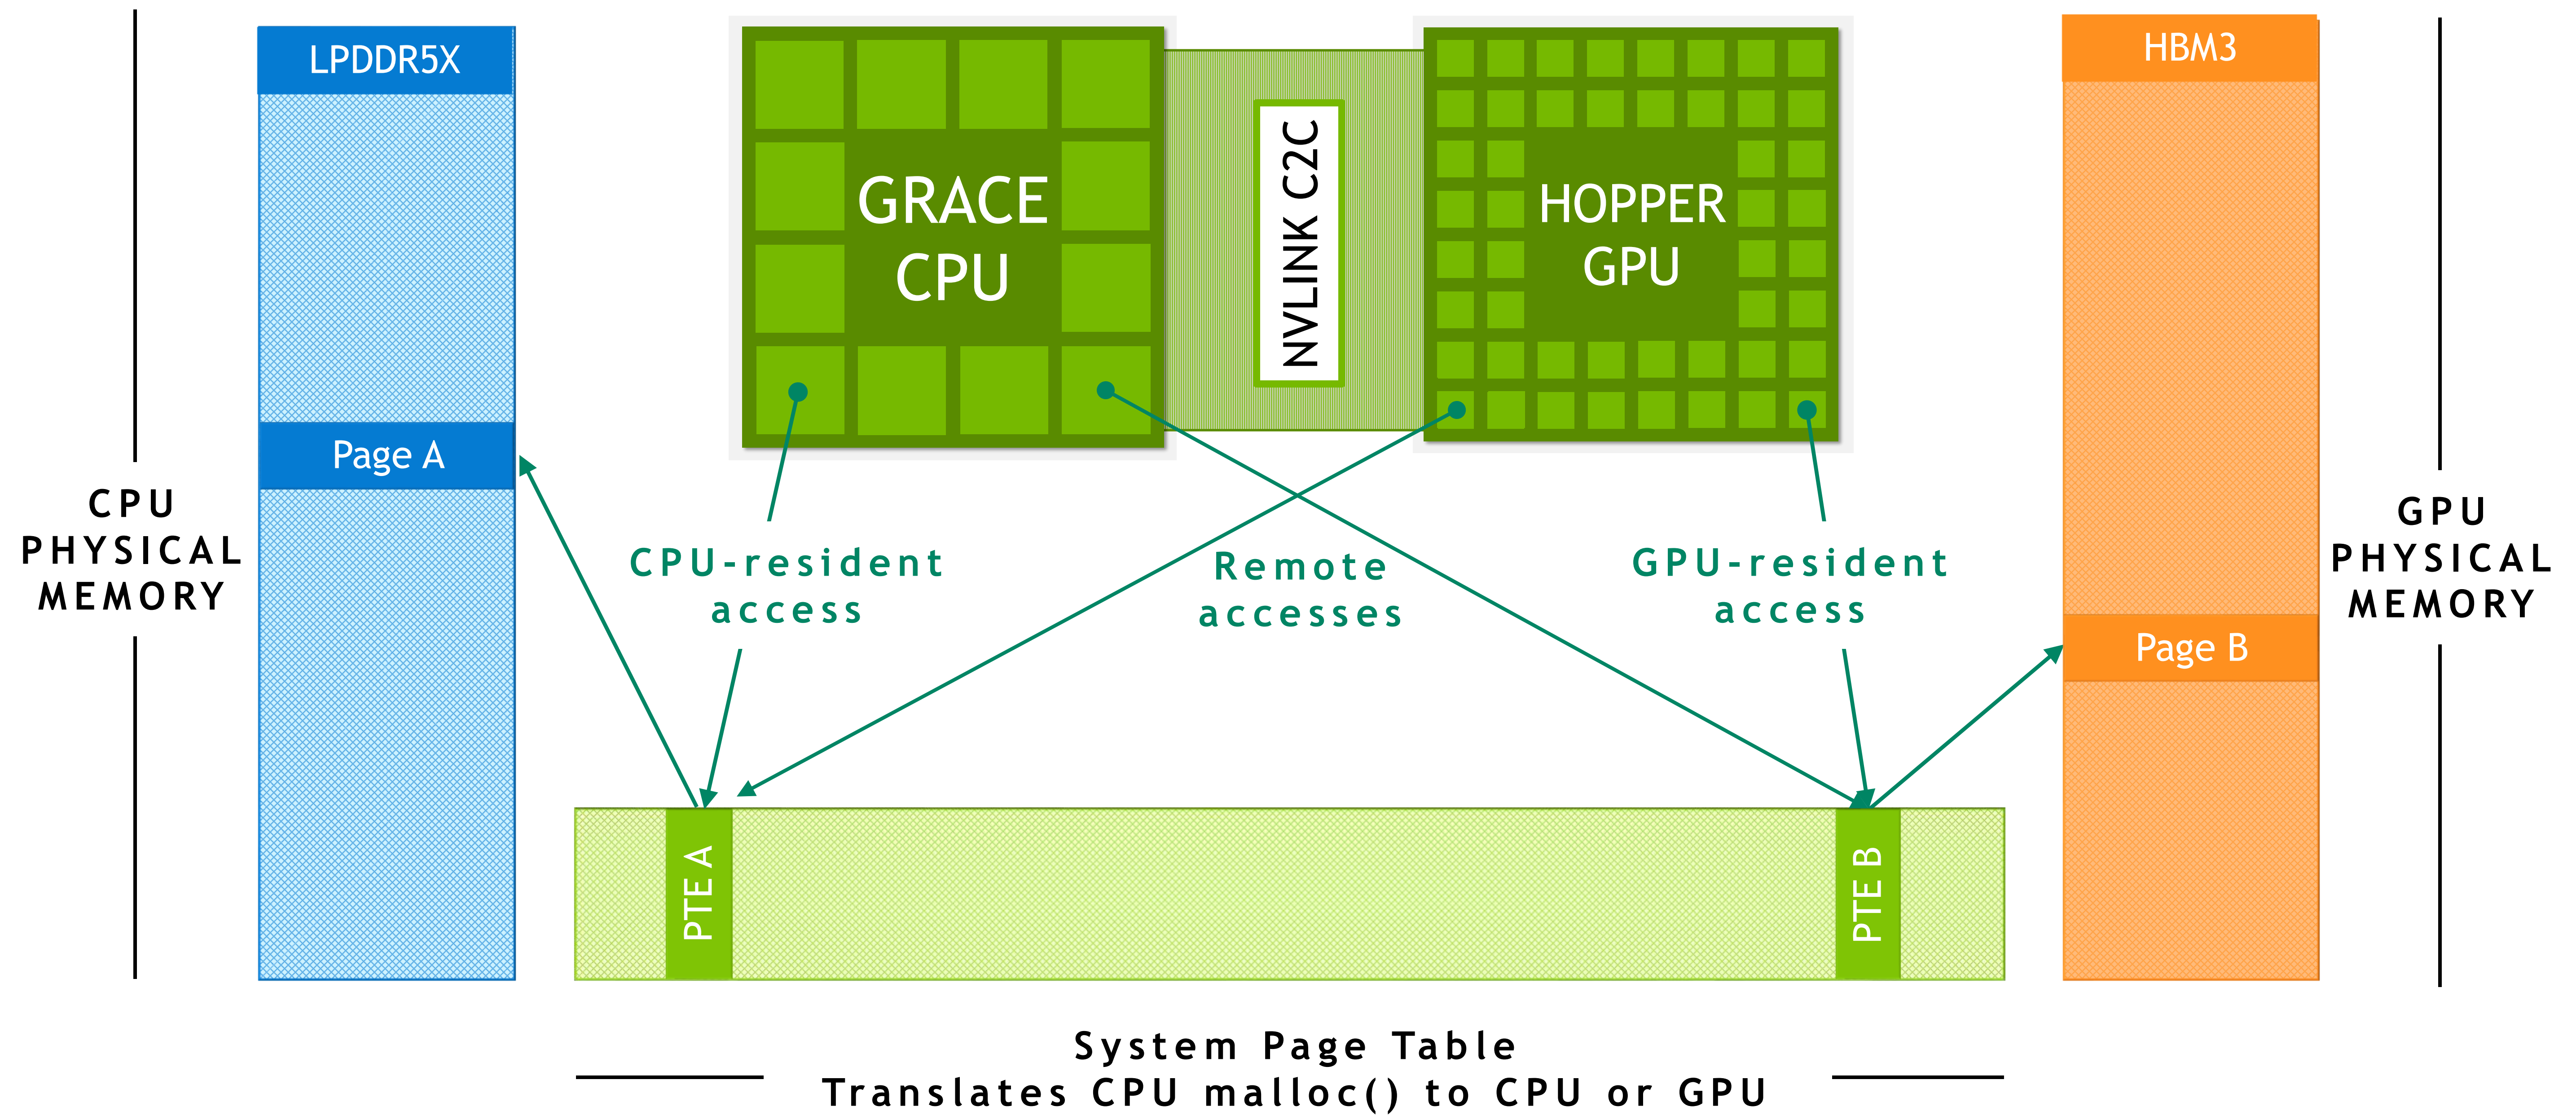 LPDDR5X
Page A
CPU
PHYSICAL
MEMORY
GRACE
CPU
NVLINK C2C
HOPPER
GPU
HBM3
Page B
GPU
PHYSICAL
MEMORY
CPU-resident
access
Remote
accesses
GPU-resident
access
PTE A
PTE B
System Page Table
Translates CPU malloc() to CPU or GPU